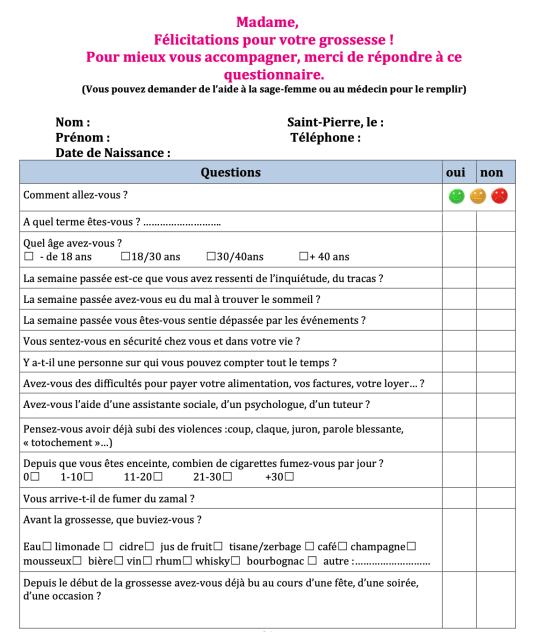 Madame,
Félicitations pour votre grossesse !
Pour mieux vous accompagner, merci de répondre à ce
questionnaire.
(Vous pouvez demander de l'aide à la sage-femme ou au médecin pour le remplir)
Nom : Saint-Pierre, le :
Prénom : Téléphone :
Date de Naissance :
Questions oui non
Comment allez-vous ?
A quel terme êtes-vous ? ……………………….
Quel âge avez-vous ?
☐ - de 18 ans ☐18/30 ans ☐30/40ans ☐+ 40 ans
La semaine passée est-ce que vous avez ressenti de l'inquiétude, du tracas ?
La semaine passée avez-vous eu du mal à trouver le sommeil ?
La semaine passée vous êtes-vous sentie dépassée par les événements ?
Vous sentez-vous en sécurité chez vous et dans votre vie ?
Y a-t-il une personne sur qui vous pouvez compter tout le temps ?
Avez-vous des difficultés pour payer votre alimentation, vos factures, votre loyer… ?
Avez-vous l'aide d'une assistante sociale, d'un psychologue, d'un tuteur ?
Pensez-vous avoir déjà subi des violences :coup, claque, juron, parole blessante,
« totochement »…)
Depuis que vous êtes enceinte, combien de cigarettes fumez-vous par jour ?
0☐ 1-10☐ 11-20☐ 21-30☐ +30☐
Vous arrive-t-il de fumer du zamal ?
Avant la grossesse, que buviez-vous ?
Eau☐ limonade ☐ cidre☐ jus de fruit☐ tisane/zerbage ☐ café☐ champagne☐
mousseux☐ bière☐ vin☐ rhum☐ whisky☐ bourbognac ☐ autre :………………………
Depuis le début de la grossesse avez-vous déjà bu au cours d'une fête, d'une soirée,
d'une occasion ?